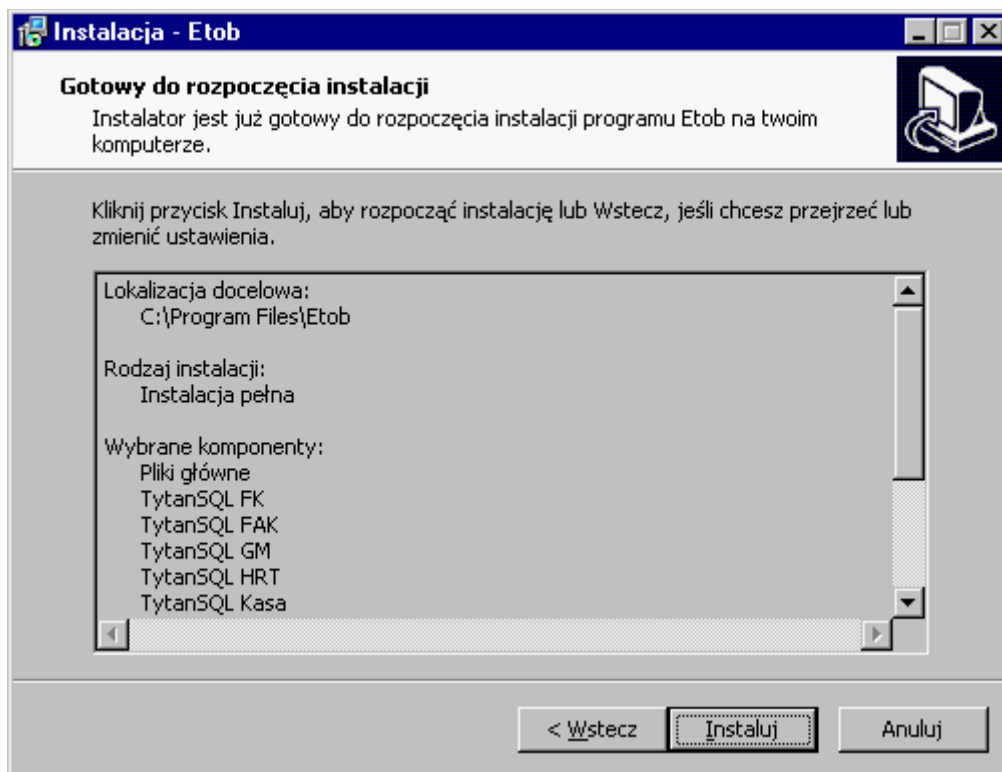 Instalacja - Etob
Gotowy do rozpoczęcia instalacji
Instalator jest już gotowy do rozpoczęcia instalacji programu Etob na twoim
komputerze.
Kliknij przycisk Instaluj, aby rozpocząć instalację lub Wstecz, jeśli chcesz przejrzeć lub
zmienić ustawienia.
Lokalizacja docelowa:
C:\Program Files\Etob
Rodzaj instalacji:
Instalacja pełna
Wybrane komponenty:
Pliki główne
TytanSQL FK
TytanSQL FAK
TytanSQL GM
TytanSQL HRT
TytanSQL Kasa
< Wstecz
Instaluj
Anuluj